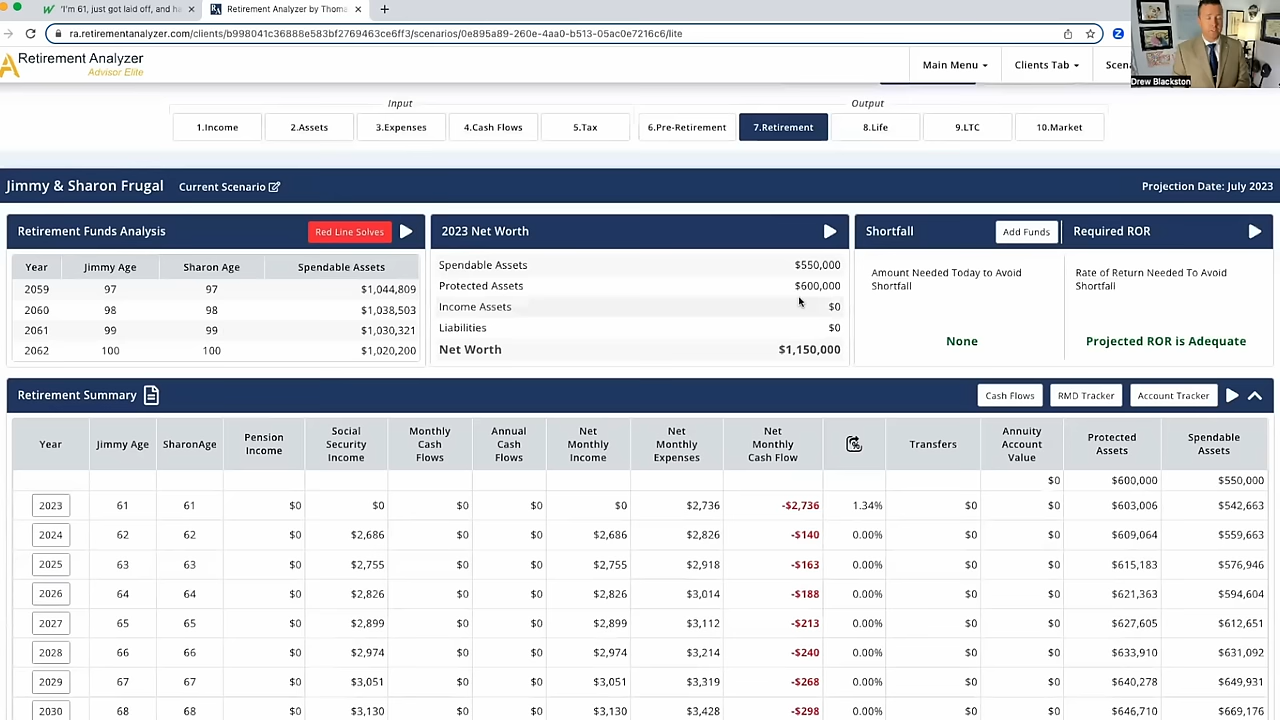 'I'm 61, just got laid off, and ha
Retirement Analyzer by Thoma
ra.retirementanalyzer.com/clients/b998041c36888e583bf2769463ce6ff3/scenarios/0e895a89-260e-4aa0-b513-05ac0e7216c6/lite
Drew Blackston
Retirement Analyzer
Advisor Elite
Main Menu
Clients Tab
Scena
Input
Output
1.Income 2.Assets 3.Expenses 4.Cash Flows 5.Tax 6.Pre-Retirement 7.Retirement 8.Life 9.LTC 10.Market
Jimmy & Sharon Frugal Current Scenario Projection Date: July 2023
Retirement Funds Analysis Red Line Solves
Year Jimmy Age Sharon Age Spendable Assets
2059 97 97 $1,044,809
2060 98 98 $1,038,503
2061 99 99 $1,030,321
2062 100 100 $1,020,200
2023 Net Worth
Spendable Assets $550,000
Protected Assets $600,000
Income Assets $0
Liabilities $0
Net Worth $1,150,000
Shortfall Add Funds Required ROR
Amount Needed Today to Avoid
Shortfall
None
Rate of Return Needed To Avoid
Shortfall
Projected ROR is Adequate
Retirement Summary Cash Flows RMD Tracker Account Tracker
Year Jimmy Age SharonAge Pension Income Social Security Income Monthly Cash Flows Annual Cash Flows Net Monthly Income Net Monthly Expenses Net Monthly Cash Flow % Transfers Annuity Account Value Protected Assets Spendable Assets
$0 $600,000 $550,000
2023 61 61 $0 $0 $0 $0 $0 $2,736 -$2,736 1.34% $0 $0 $603,006 $542,663
2024 62 62 $0 $2,686 $0 $0 $2,686 $2,826 -$140 0.00% $0 $0 $609,064 $559,663
2025 63 63 $0 $2,755 $0 $0 $2,755 $2,918 -$163 0.00% $0 $0 $615,183 $576,946
2026 64 64 $0 $2,826 $0 $0 $2,826 $3,014 -$188 0.00% $0 $0 $621,363 $594,604
2027 65 65 $0 $2,899 $0 $0 $2,899 $3,112 -$213 0.00% $0 $0 $627,605 $612,651
2028 66 66 $0 $2,974 $0 $0 $2,974 $3,214 -$240 0.00% $0 $0 $633,910 $631,092
2029 67 67 $0 $3,051 $0 $0 $3,051 $3,319 -$268 0.00% $0 $0 $640,278 $649,931
2030 68 68 $0 $3,130 $0 $0 $3,130 $3,428 -$298 0.00% $0 $0 $646,710 $669,176